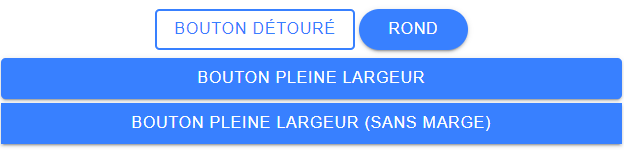 BOUTON DÉTOURÉ ROND
BOUTON PLEINE LARGEUR
BOUTON PLEINE LARGEUR (SANS MARGE)